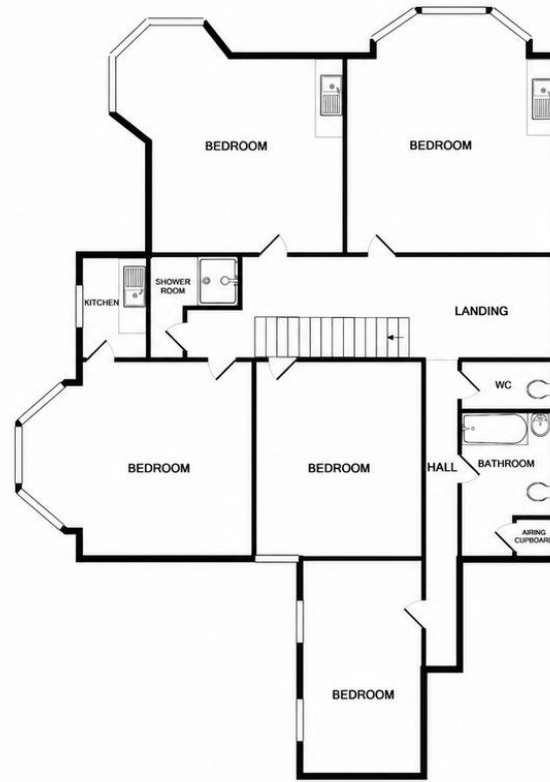 BEDROOM
BEDROOM
SHOWER
ROOM
KITCHEN
LANDING
WC
BEDROOM
BEDROOM
HALL
BATHROOM
AIRING
CUPBOARD
BEDROOM